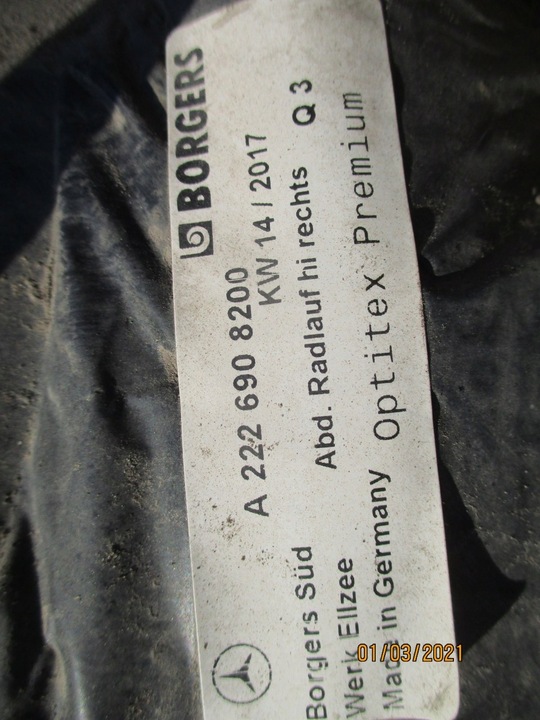 BORGERS
A 222 690 8200
KW 14 / 2017
Borgers Süd
Abd. Radlauf hi rechts Q 3
Werk Ellzee
Made in Germany Optitex Premium
01/03/2021